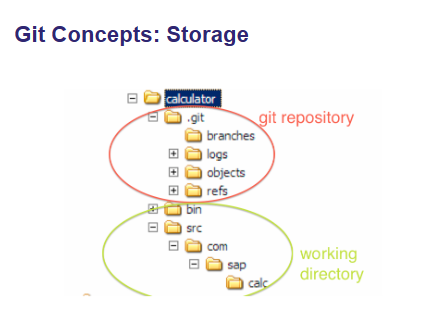 Git Concepts: Storage
calculator
.git
git repository
branches
logs
objects
refs
bin
src
com
working
directory
sap
calc